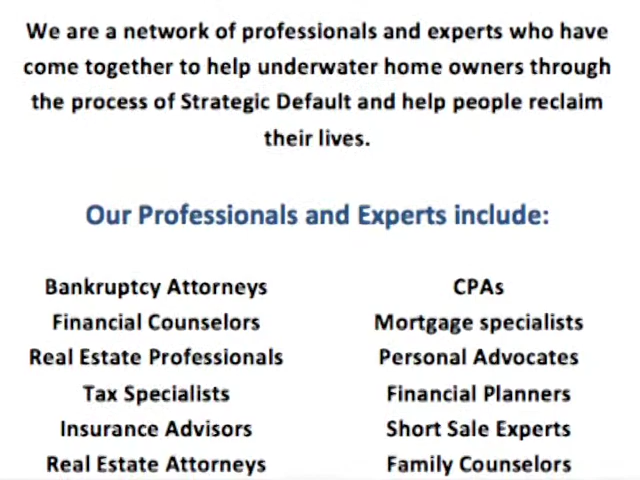 We are a network of professionals and experts who have
come together to help underwater home owners through
the process of Strategic Default and help people reclaim
their lives.
Our Professionals and Experts include:
Bankruptcy Attorneys
Financial Counselors
Real Estate Professionals
Tax Specialists
Insurance Advisors
Real Estate Attorneys
CPAs
Mortgage specialists
Personal Advocates
Financial Planners
Short Sale Experts
Family Counselors